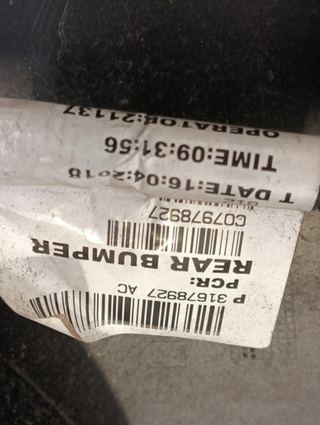 P 31678927 AC
PCR:
REAR BUMPER
C07978927
T DATE:16:04:2018
TIME:09:31:56
OPERATOR:21137